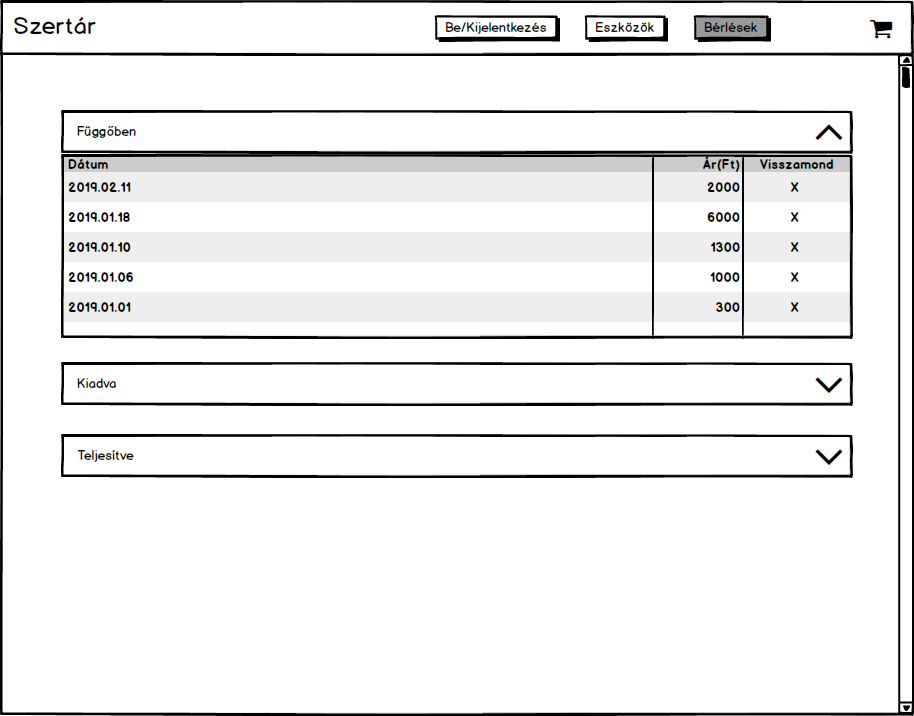 Szertár
Be/Kijelentkezés Eszközök Bérlések
Függőben
Dátum Ár(Ft) Visszamond
2019.02.11 2000 X
2019.01.18 6000 X
2019.01.10 1300 X
2019.01.06 1000 X
2019.01.01 300 X
Kiadva
Teljesítve